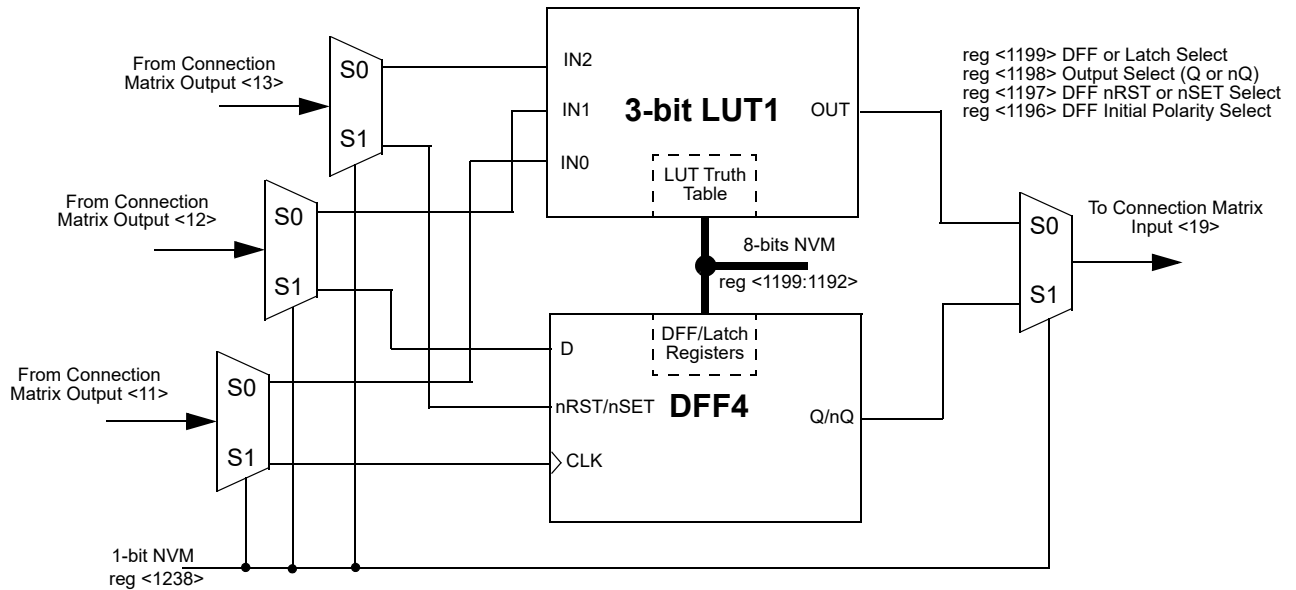 From Connection
Matrix Output <13>
S0
S1
IN2
IN1
IN0
3-bit LUT1
OUT
LUT Truth
Table
reg <1199> DFF or Latch Select
reg <1198> Output Select (Q or nQ)
reg <1197> DFF nRST or nSET Select
reg <1196> DFF Initial Polarity Select
From Connection
Matrix Output <12>
S0
S1
8-bits NVM
reg <1199:1192>
S0
S1
To Connection Matrix
Input <19>
From Connection
Matrix Output <11>
S0
S1
D
nRST/nSET
CLK
DFF/Latch
Registers
DFF4
Q/nQ
1-bit NVM
reg <1238>